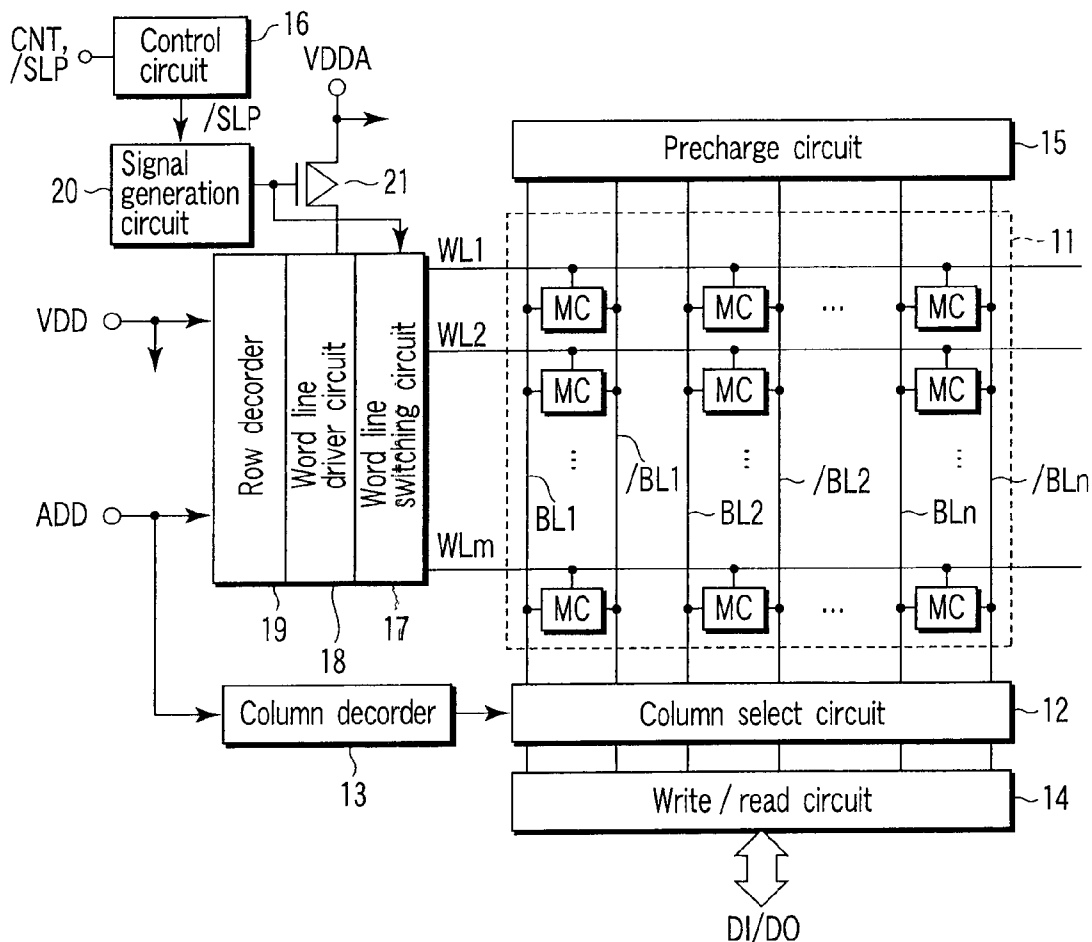 CNT,
/SLP
Control
circuit
16
VDDA
/SLP
Signal
generation
circuit
20
21
Precharge circuit
15
11
WL1
MC
MC
...
MC
VDD
WL2
MC
MC
MC
Row decorder
Word line
driver circuit
Word line
switching circuit
...
...
...
BL1
/BL1
BL2
/BL2
BLn
/BLn
ADD
WLm
MC
MC
...
MC
19
18
17
Column decorder
13
Column select circuit
12
Write / read circuit
14
DI/DO